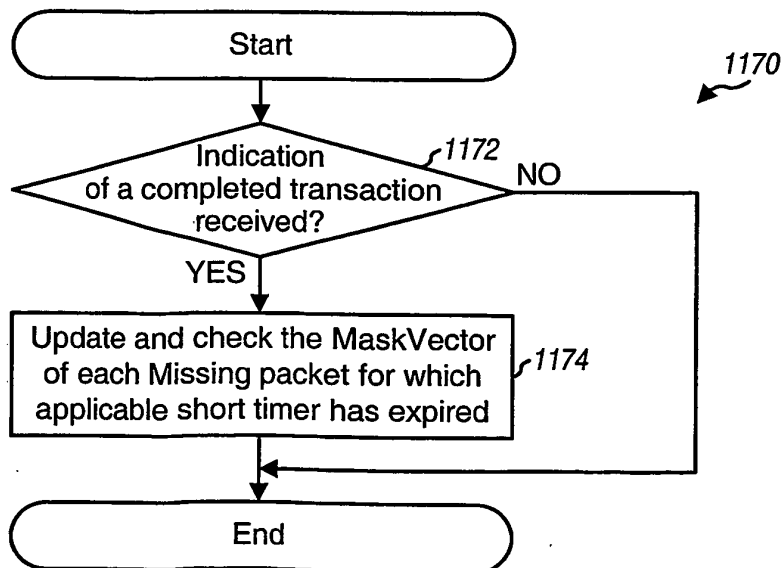 Start
1170
Indication
of a completed transaction
received?
1172
NO
YES
Update and check the MaskVector
of each Missing packet for which
applicable short timer has expired
1174
End